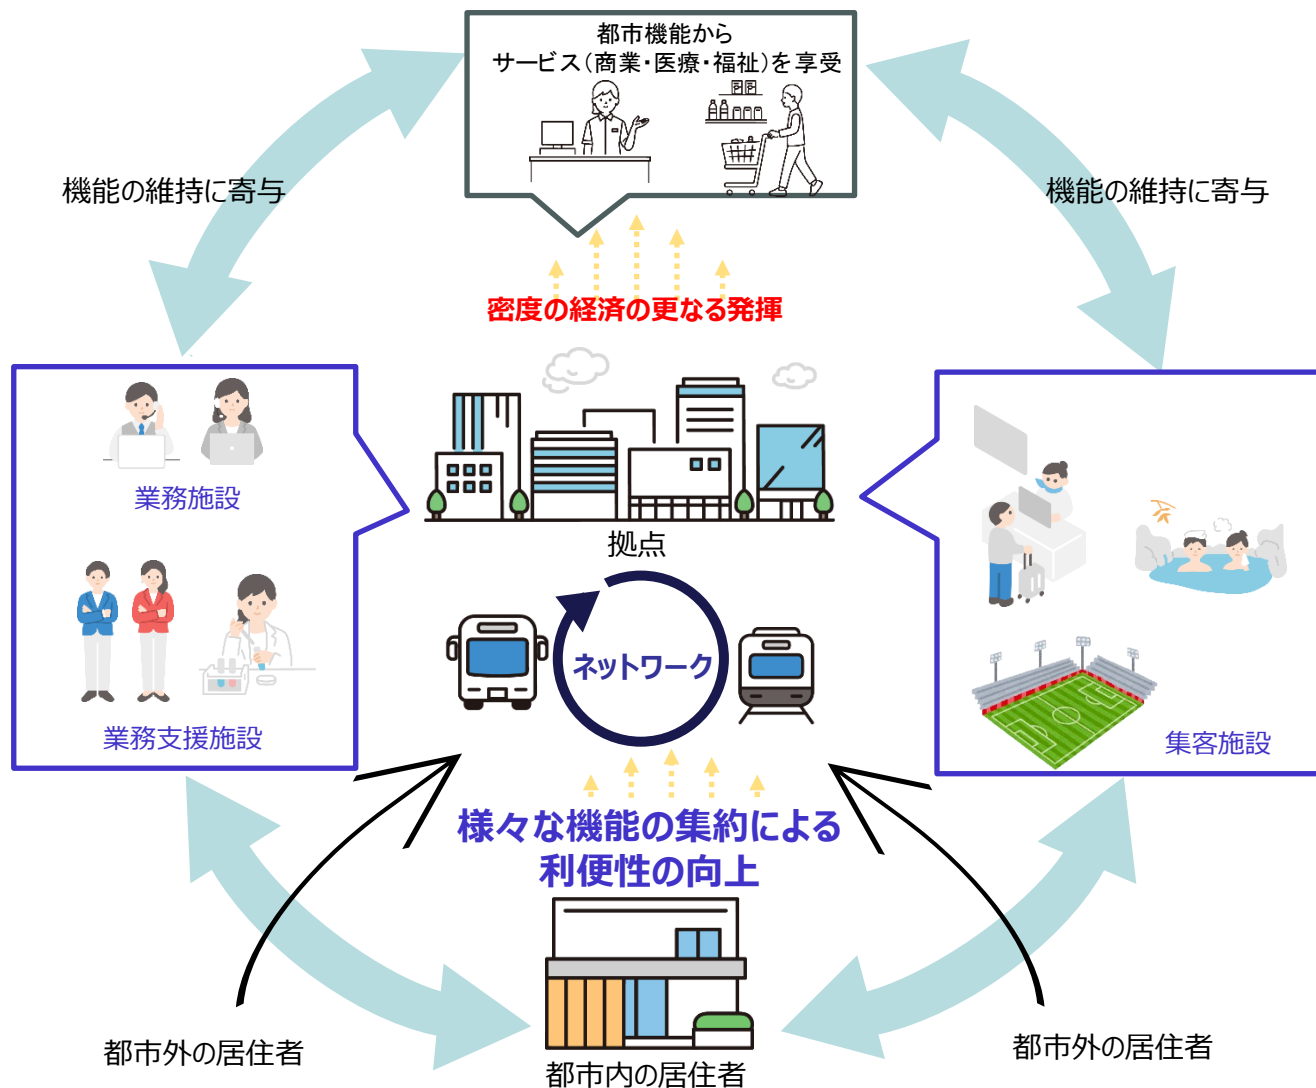 都市機能から
サービス（商業・医療・福祉）を享受
機能の維持に寄与
機能の維持に寄与
密度の経済の更なる発揮
業務施設
拠点
ネットワーク
業務支援施設
集客施設
様々な機能の集約による
利便性の向上
都市外の居住者
都市外の居住者
都市内の居住者